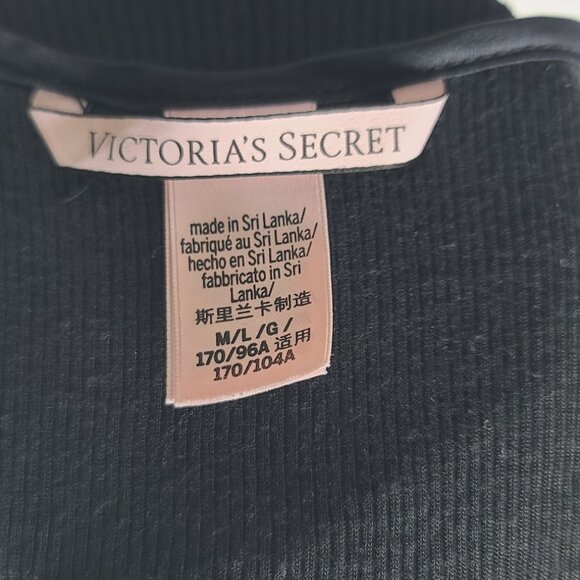 VICTORIA'S SECRET
made in Sri Lanka/
fabriqué au Sri Lanka/
hecho en Sri Lanka/
fabbricato in Sri
Lanka/
斯里兰卡制造
M/L /G /
170/96A 适用
170/104A